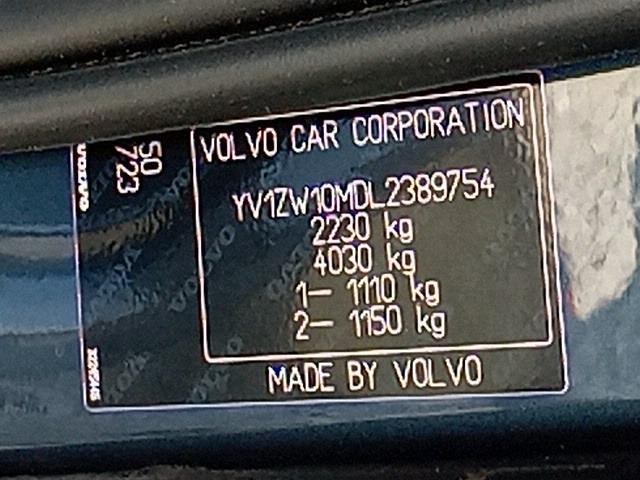 VOLVO CAR CORPORATION
YV1ZW10MDL2389754
2230 kg
4030 kg
1– 1110 kg
2– 1150 kg
MADE BY VOLVO
50
723